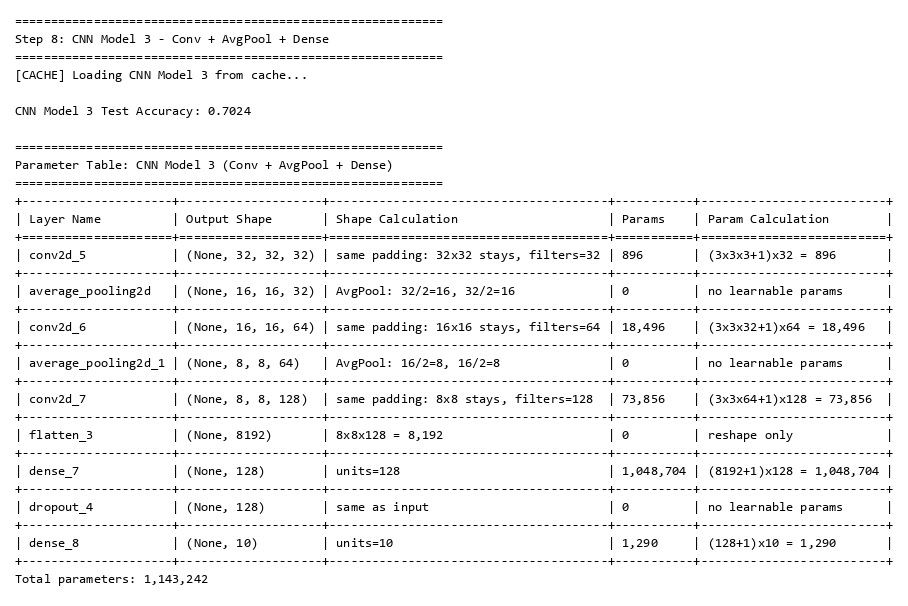 ===========================================================
Step 8: CNN Model 3 - Conv + AvgPool + Dense
===========================================================
[CACHE] Loading CNN Model 3 from cache...

CNN Model 3 Test Accuracy: 0.7024

===========================================================
Parameter Table: CNN Model 3 (Conv + AvgPool + Dense)
===========================================================
+---------------------+--------------------+---------------------------------------+-----------+--------------------------+
| Layer Name          | Output Shape       | Shape Calculation                     | Params    | Param Calculation        |
+=====================+====================+=======================================+===========+==========================+
| conv2d_5            | (None, 32, 32, 32) | same padding: 32x32 stays, filters=32 | 896       | (3x3x3+1)x32 = 896       |
+---------------------+--------------------+---------------------------------------+-----------+--------------------------+
| average_pooling2d   | (None, 16, 16, 32) | AvgPool: 32/2=16, 32/2=16             | 0         | no learnable params      |
+---------------------+--------------------+---------------------------------------+-----------+--------------------------+
| conv2d_6            | (None, 16, 16, 64) | same padding: 16x16 stays, filters=64 | 18,496    | (3x3x32+1)x64 = 18,496   |
+---------------------+--------------------+---------------------------------------+-----------+--------------------------+
| average_pooling2d_1 | (None, 8, 8, 64)   | AvgPool: 16/2=8, 16/2=8               | 0         | no learnable params      |
+---------------------+--------------------+---------------------------------------+-----------+--------------------------+
| conv2d_7            | (None, 8, 8, 128)  | same padding: 8x8 stays, filters=128  | 73,856    | (3x3x64+1)x128 = 73,856  |
+---------------------+--------------------+---------------------------------------+-----------+--------------------------+
| flatten_3           | (None, 8192)       | 8x8x128 = 8,192                       | 0         | reshape only             |
+---------------------+--------------------+---------------------------------------+-----------+--------------------------+
| dense_7             | (None, 128)        | units=128                             | 1,048,704 | (8192+1)x128 = 1,048,704 |
+---------------------+--------------------+---------------------------------------+-----------+--------------------------+
| dropout_4           | (None, 128)        | same as input                         | 0         | no learnable params      |
+---------------------+--------------------+---------------------------------------+-----------+--------------------------+
| dense_8             | (None, 10)         | units=10                              | 1,290     | (128+1)x10 = 1,290       |
+---------------------+--------------------+---------------------------------------+-----------+--------------------------+
Total parameters: 1,143,242